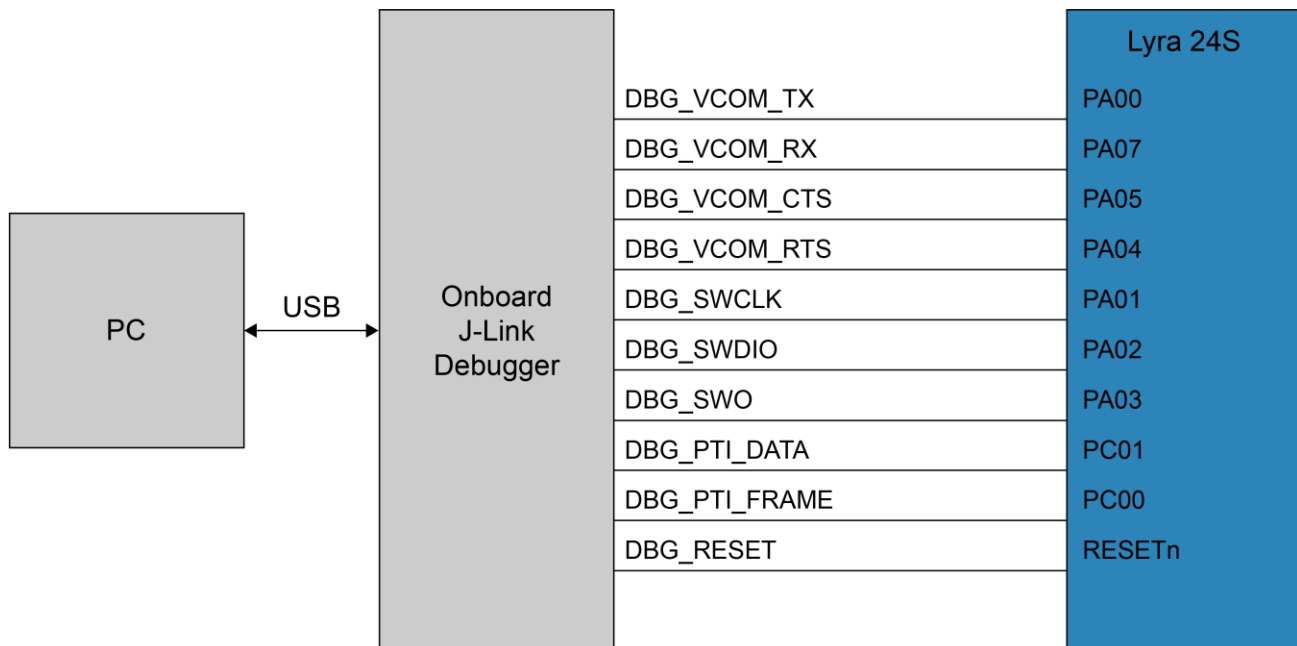 Lyra 24S
DBG_VCOM_TX PA00
DBG_VCOM_RX PA07
DBG_VCOM_CTS PA05
DBG_VCOM_RTS PA04
DBG_SWCLK PA01
DBG_SWDIO PA02
DBG_SWO PA03
DBG_PTI_DATA PC01
DBG_PTI_FRAME PC00
DBG_RESET RESETn
PC
USB
Onboard
J-Link
Debugger